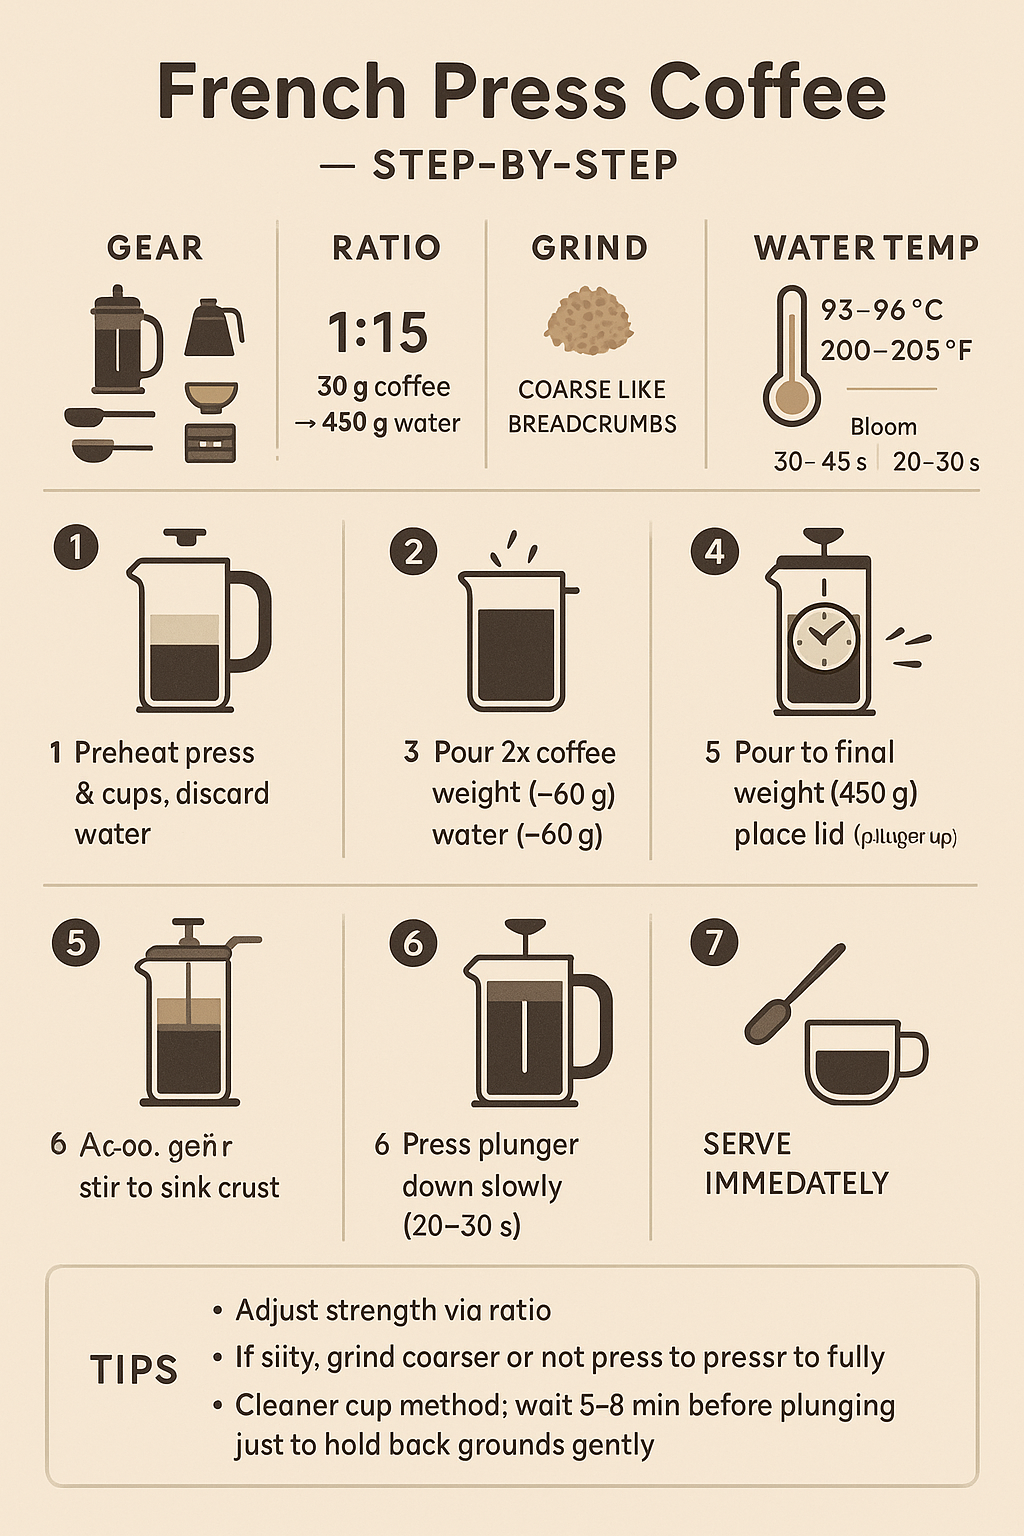 French Press Coffee
— STEP-BY-STEP
GEAR
RATIO
1:15
30 g coffee
→ 450 g water
GRIND
COARSE LIKE
BREADCRUMBS
WATER TEMP
93–96 °C
200–205 °F
Bloom
30–45 s 20–30 s
1
1 Preheat press
& cups, discard
water
2
3 Pour 2x coffee
weight (–60 g)
water (–60 g)
4
5 Pour to final
weight (450 g)
place lid up)
5
6
stir to sink crust
6
6 Press plunger
down slowly
(20–30 s)
7
SERVE
IMMEDATELY
TIPS
• Adjust strength via ratio
• If siity, grind coarser or not press to pressr to fully
• Cleaner cup method; wait 5–8 min before plunging
just to hold back grounds gently